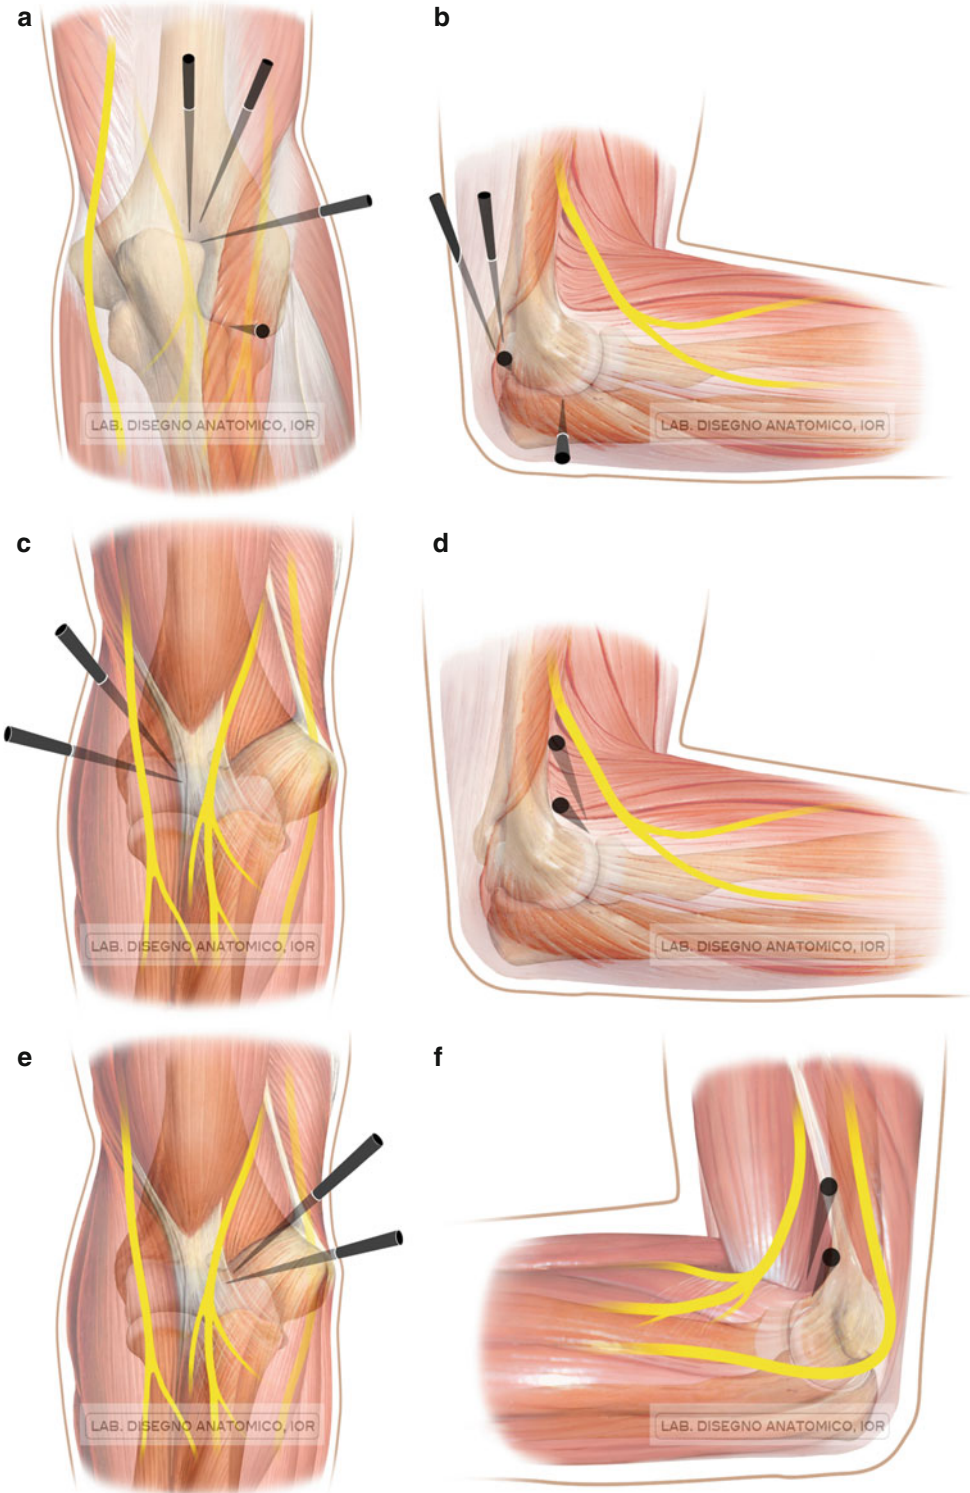 a
b
LAB. DISEGNO ANATOMICO, IOR
LAB. DISEGNO ANATOMICO, IOR
c
d
LAB. DISEGNO ANATOMICO, IOR
LAB. DISEGNO ANATOMICO, IOR
e
f
LAB. DISEGNO ANATOMICO, IOR
LAB. DISEGNO ANATOMICO, IOR